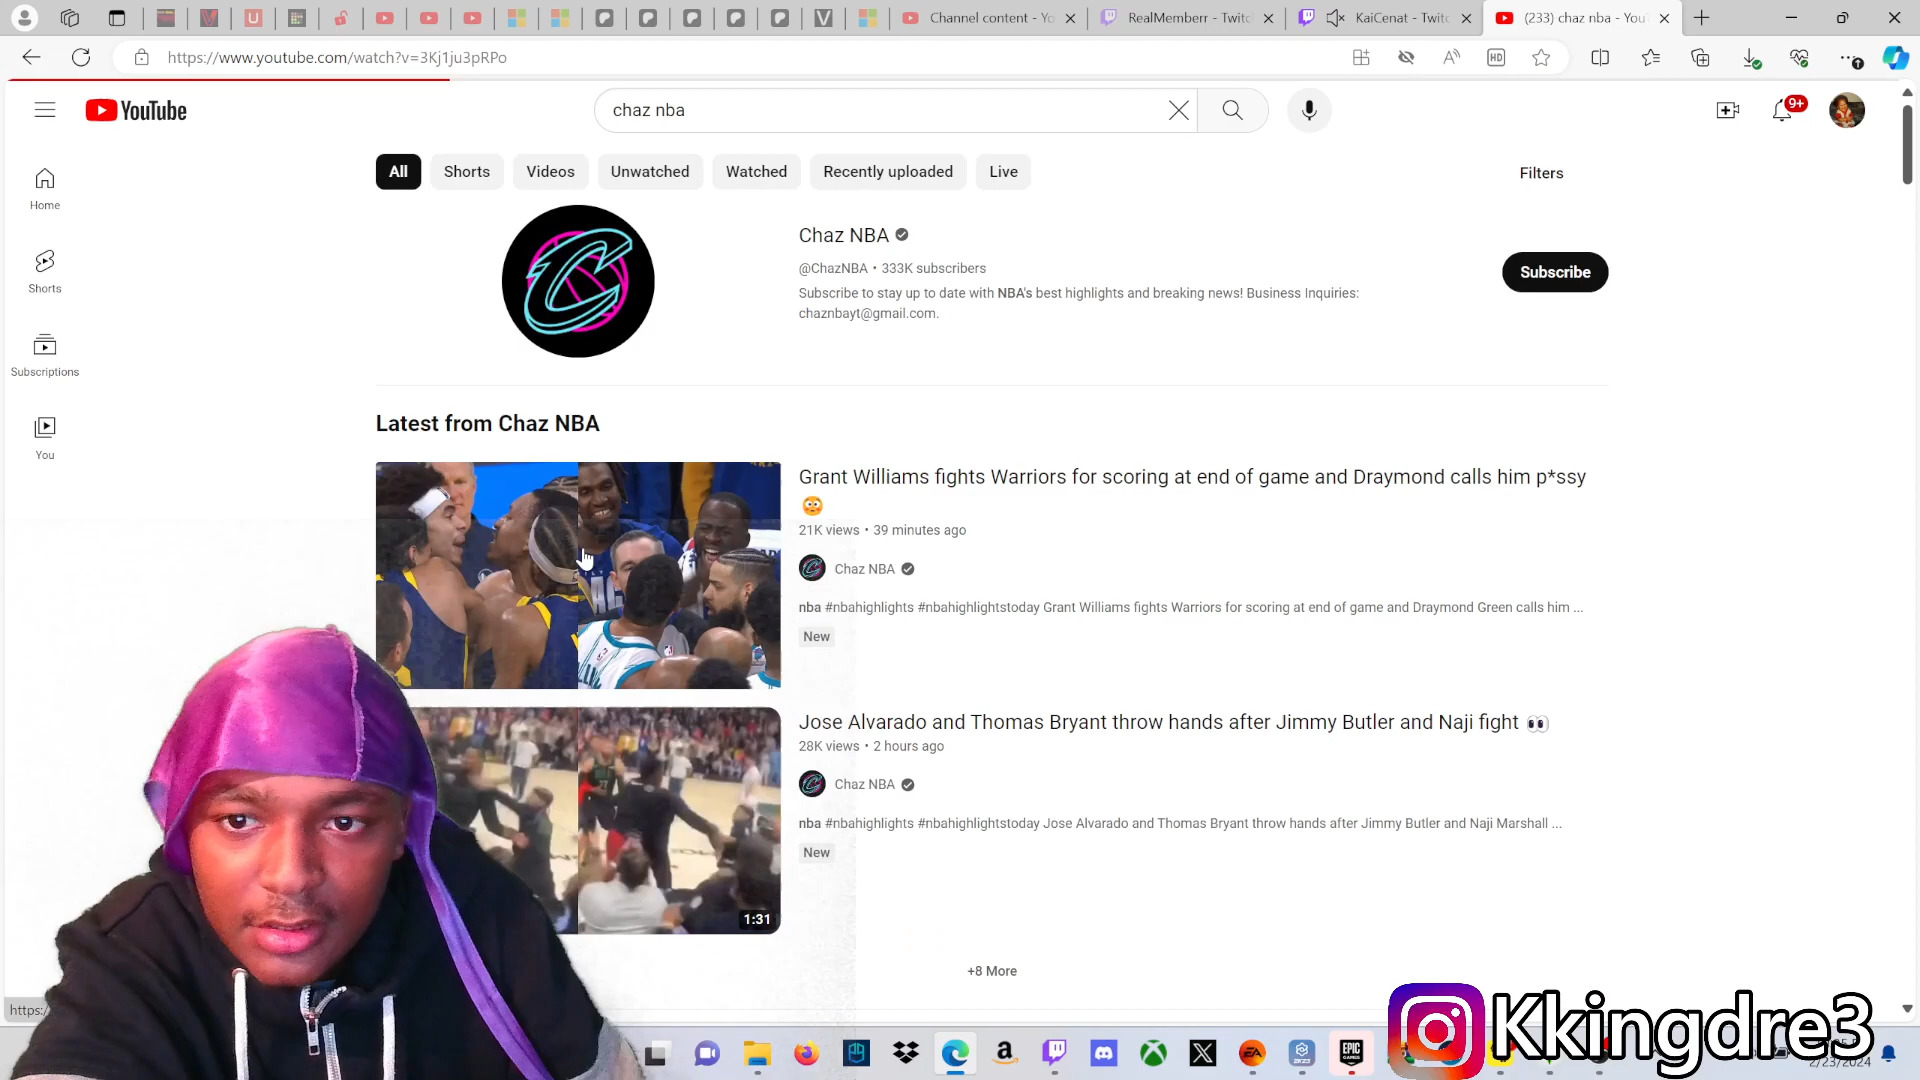 Channel content - Yo
RealMemberr - Twitc
KaiCenat - Twitc
(233) chaz nba - You
https://www.youtube.com/watch?v=3Kj1ju3pRPo
HD
YouTube
chaz nba
9+
All
Shorts
Videos
Unwatched
Watched
Recently uploaded
Live
Filters
Home
Shorts
Subscriptions
You
Chaz NBA
@ChazNBA • 333K subscribers
Subscribe to stay up to date with NBA's best highlights and breaking news! Business Inquiries:
chaznbayt@gmail.com.
Subscribe
Latest from Chaz NBA
Grant Williams fights Warriors for scoring at end of game and Draymond calls him p*ssy
😳
21K views • 39 minutes ago
Chaz NBA
nba #nbahighlights #nbahighlightstoday Grant Williams fights Warriors for scoring at end of game and Draymond Green calls him ...
New
Jose Alvarado and Thomas Bryant throw hands after Jimmy Butler and Naji fight 👀
28K views • 2 hours ago
Chaz NBA
nba #nbahighlights #nbahighlightstoday Jose Alvarado and Thomas Bryant throw hands after Jimmy Butler and Naji Marshall ...
New
1:31
+8 More
https:/
Kkingdre3
EPIC
2/23/2024